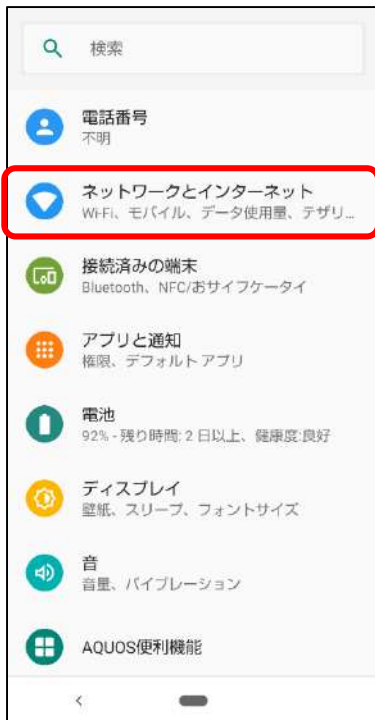 検索
電話番号
不明
ネットワークとインターネット
Wi-Fi、モバイル、データ使用量、テザリ...
接続済みの端末
Bluetooth、NFC/おサイフケータイ
アプリと通知
権限、デフォルト アプリ
電池
92% - 残り時間: 2 日以上、健康度:良好
ディスプレイ
壁紙、スリープ、フォントサイズ
音
音量、バイブレーション
AQUOS便利機能